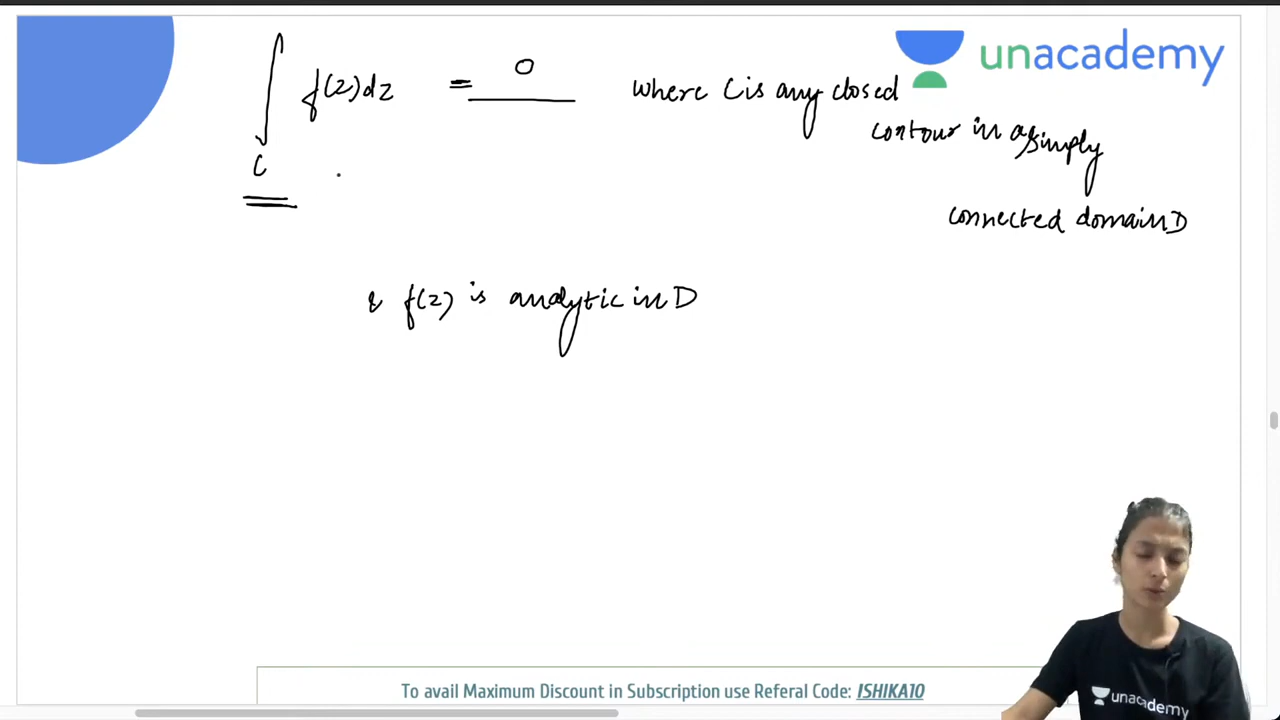 ∫ f(z)dz = 0 where C is any closed
unacademy
C
contour in a simply
connected domain D
& f(z) is analytic in D
To avail Maximum Discount in Subscription use Referal Code: ISHIKA10
unacademy